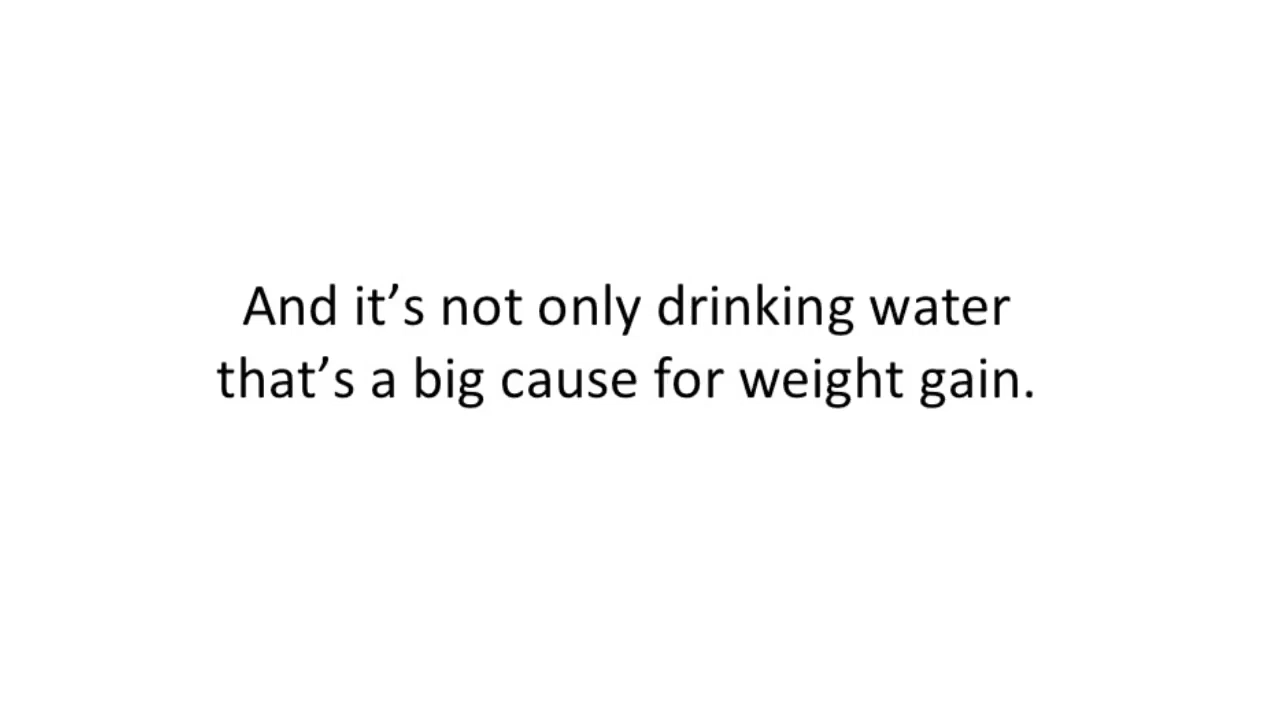 And it’s not only drinking water
that’s a big cause for weight gain.